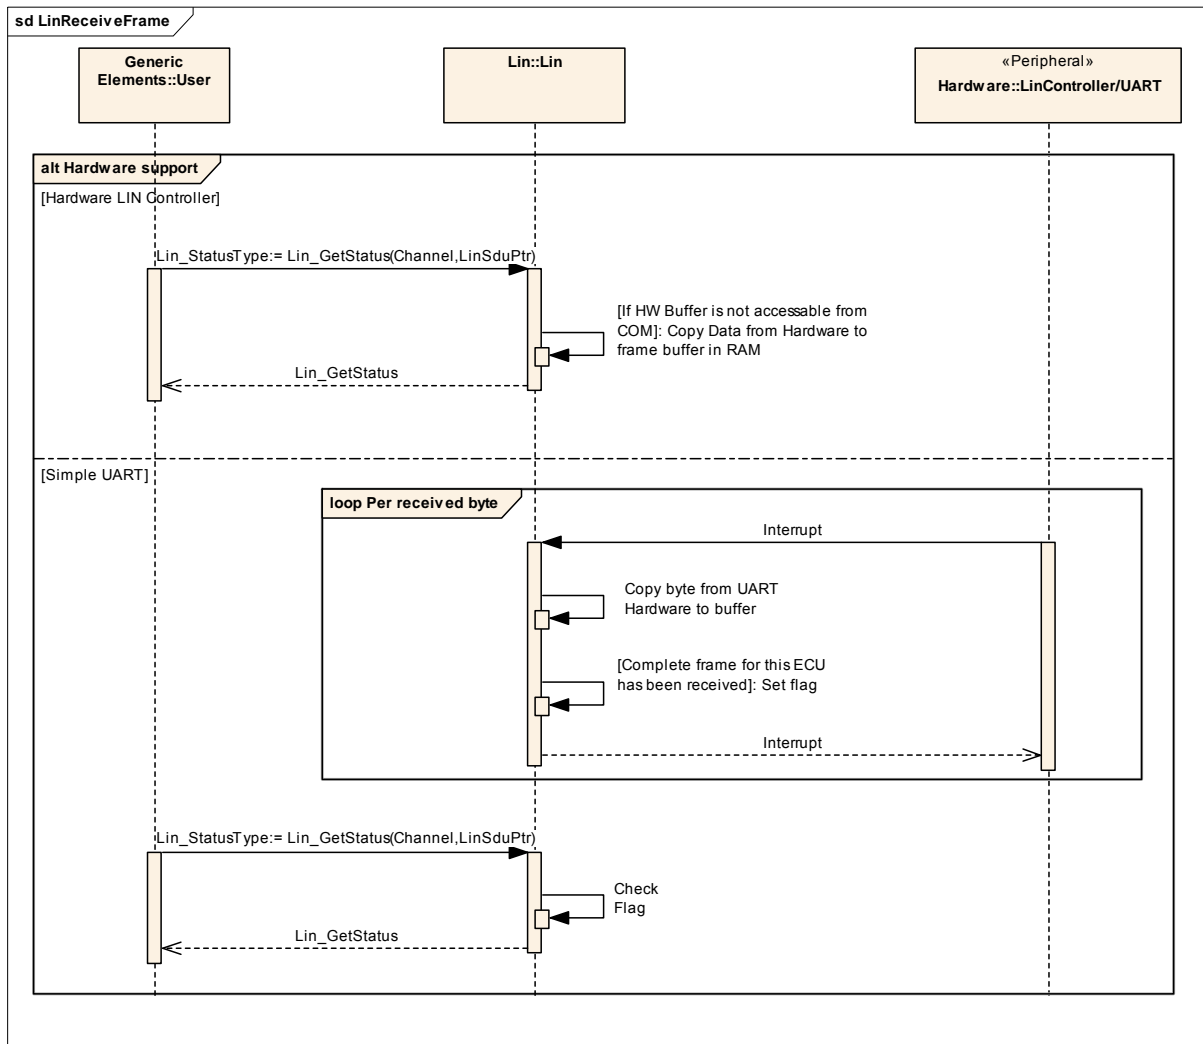 sd LinReceiveFrame
Generic
Elements::User
Lin::Lin
«Peripheral»
Hardware::LinController/UART
alt Hardware support
[Hardware LIN Controller]
Lin_StatusType:= Lin_GetStatus(Channel,LinSduPtr)
[If HW Buffer is not accessable from
COM]: Copy Data from Hardware to
frame buffer in RAM
Lin_GetStatus
[Simple UART]
loop Per received byte
Interrupt
Copy byte from UART
Hardware to buffer
[Complete frame for this ECU
has been received]: Set flag
Interrupt
Lin_StatusType:= Lin_GetStatus(Channel,LinSduPtr)
Check
Flag
Lin_GetStatus